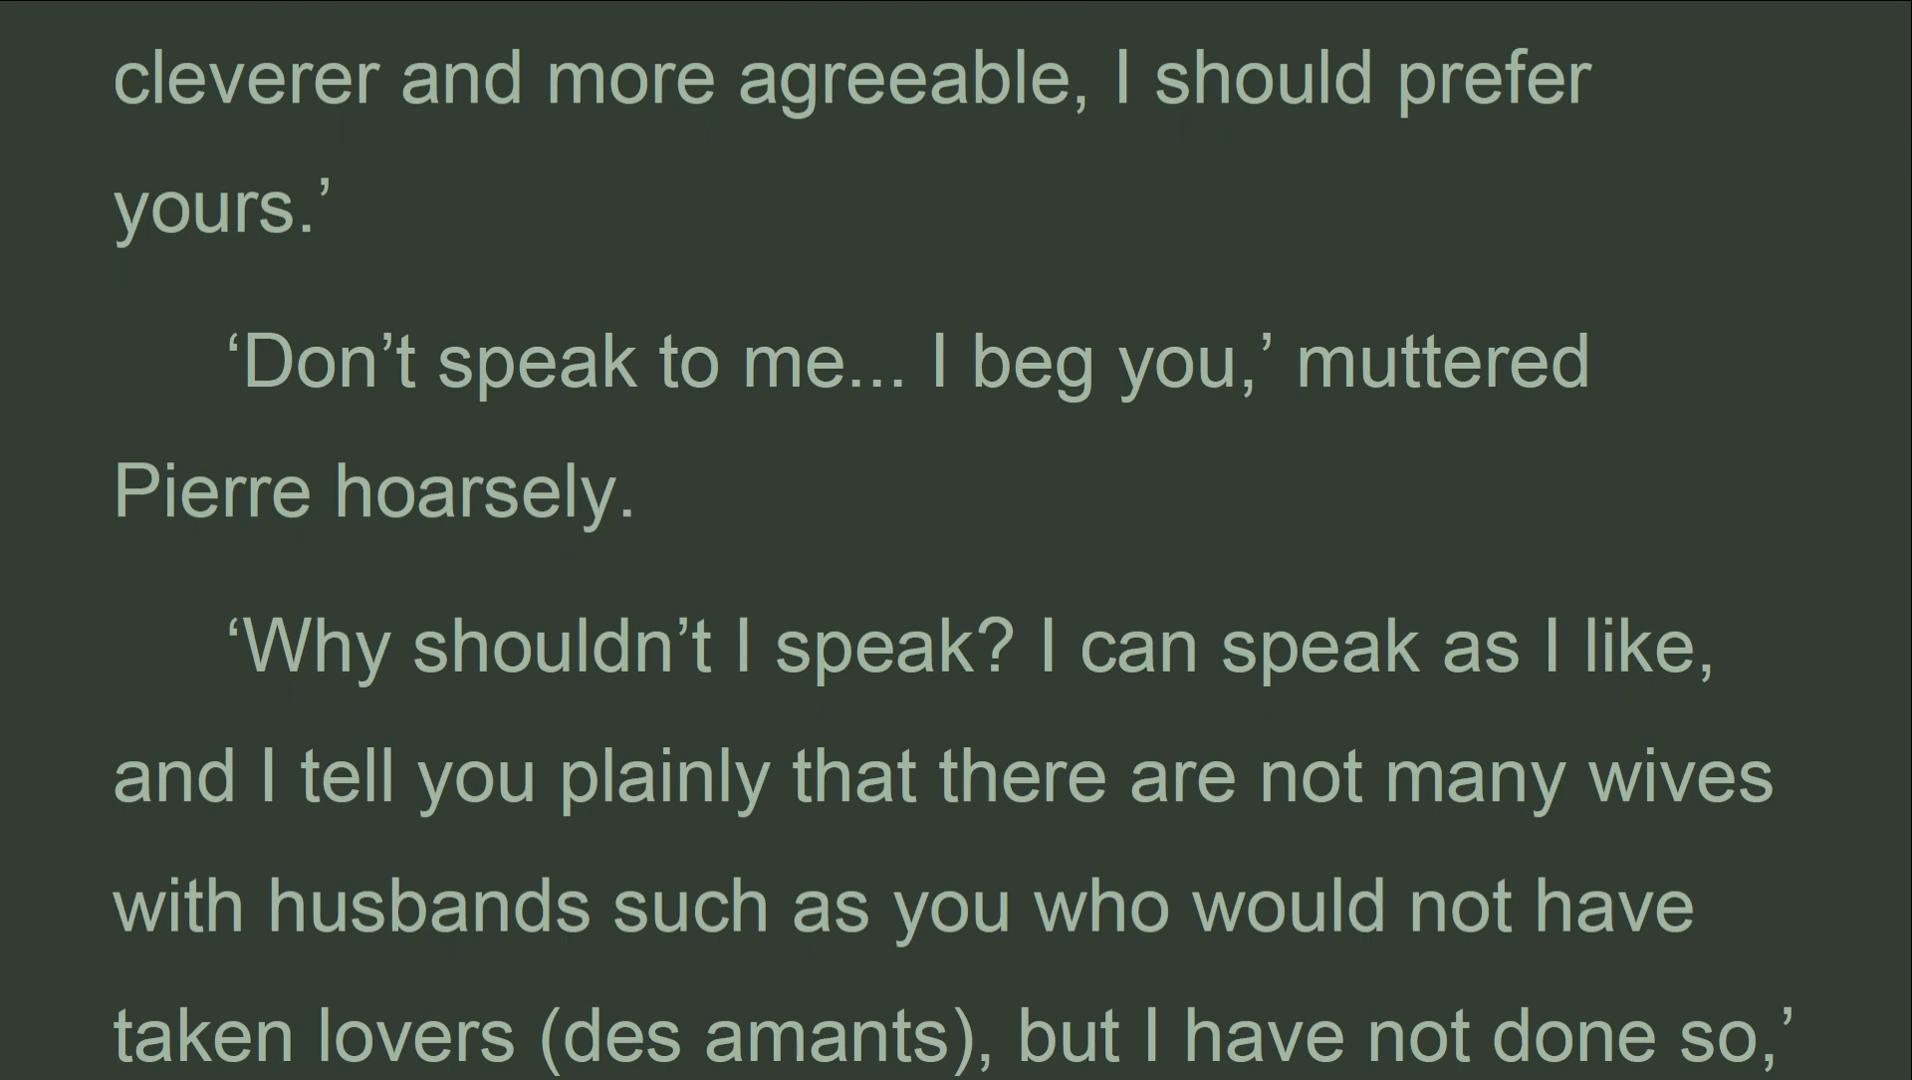 cleverer and more agreeable, I should prefer
yours.’
‘Don’t speak to me... I beg you,’ muttered
Pierre hoarsely.
‘Why shouldn’t I speak? I can speak as I like,
and I tell you plainly that there are not many wives
with husbands such as you who would not have
taken lovers (des amants), but I have not done so,’